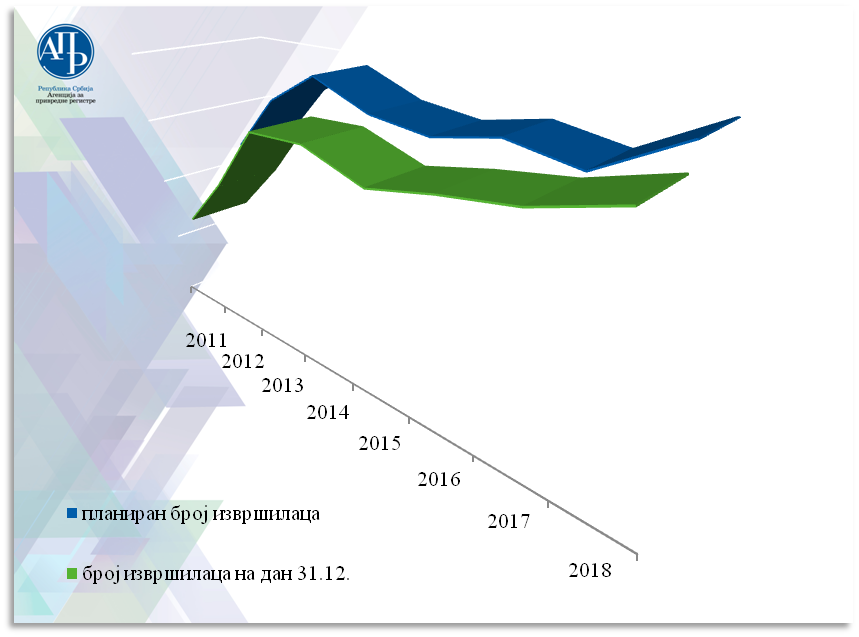 АПР
Република Србија
Агенција за
привредне регистре
2011
2012
2013
2014
2015
2016
2017
2018
планиран број извршилаца
број извршилаца на дан 31.12.